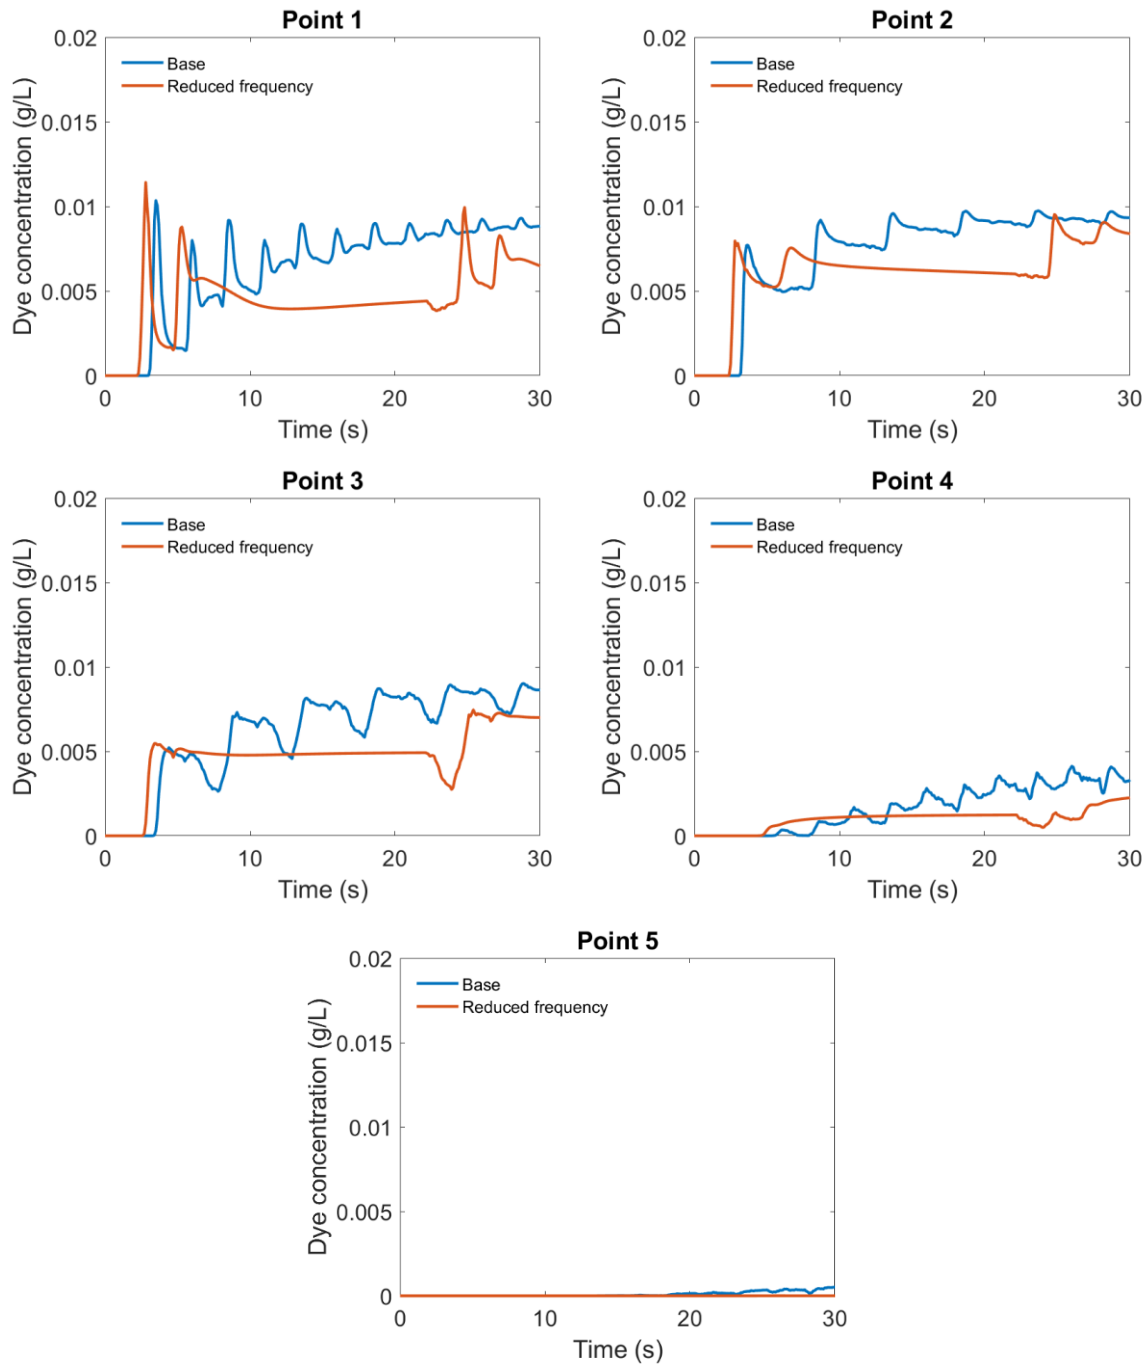 Point 1
Base
Reduced frequency
Dye concentration (g/L)
0.02
0.015
0.01
0.005
0
0
10
20
30
Time (s)
Point 2
Base
Reduced frequency
Dye concentration (g/L)
0.02
0.015
0.01
0.005
0
0
10
20
30
Time (s)
Point 3
Base
Reduced frequency
Dye concentration (g/L)
0.02
0.015
0.01
0.005
0
0
10
20
30
Time (s)
Point 4
Base
Reduced frequency
Dye concentration (g/L)
0.02
0.015
0.01
0.005
0
0
10
20
30
Time (s)
Point 5
Base
Reduced frequency
Dye concentration (g/L)
0.02
0.015
0.01
0.005
0
0
10
20
30
Time (s)